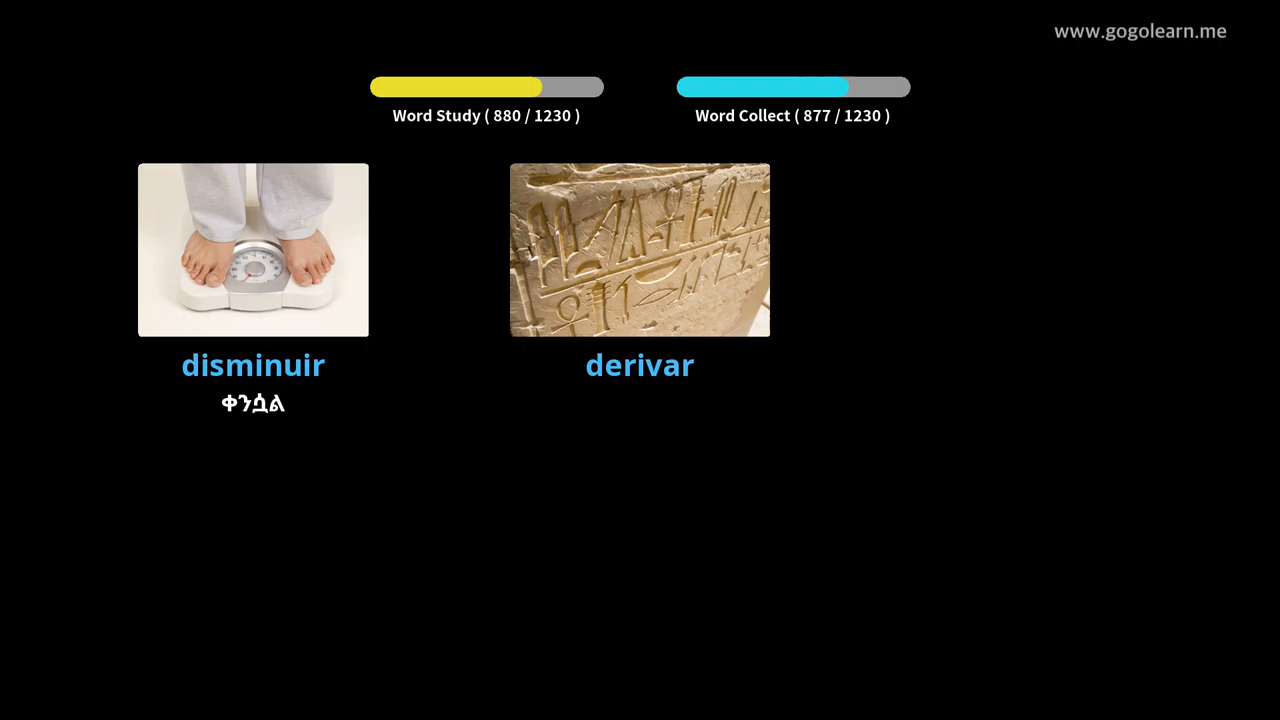 www.gogolearn.me
Word Study ( 880 / 1230 )
Word Collect ( 877 / 1230 )
disminuir
derivar
ቀንሷል